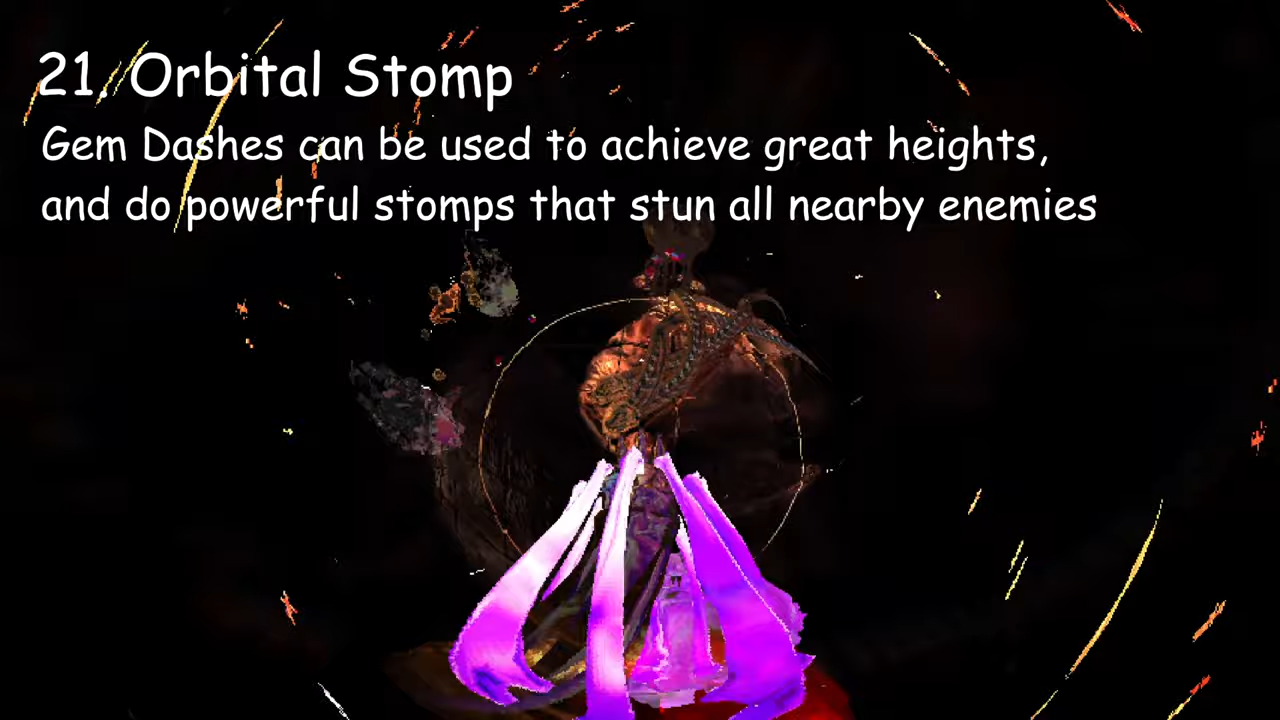 21. Orbital Stomp
Gem Dashes can be used to achieve great heights,
and do powerful stomps that stun all nearby enemies